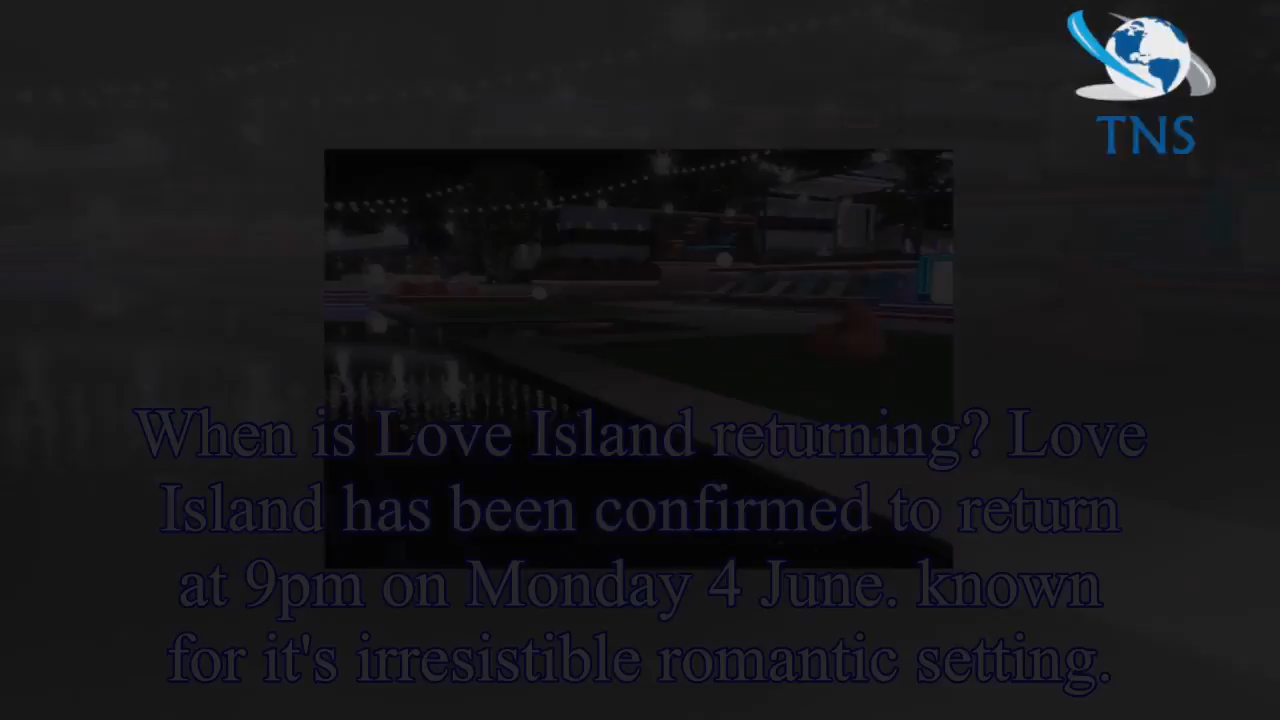 TNS
When is Love Island returning? Love
Island has been confirmed to return
at 9pm on Monday 4 June. known
for it's irresistible romantic setting.